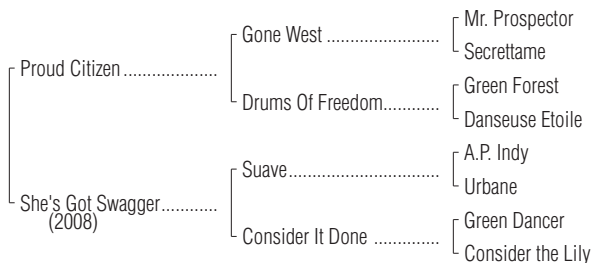 Mr. Prospector
Gone West ........................
Secrettame
Proud Citizen ....................
Green Forest
Drums Of Freedom............
Danseuse Etoile
A.P. Indy
Suave................................
Urbane
She's Got Swagger............
(2008)
Green Dancer
Consider It Done ..............
Consider the Lily